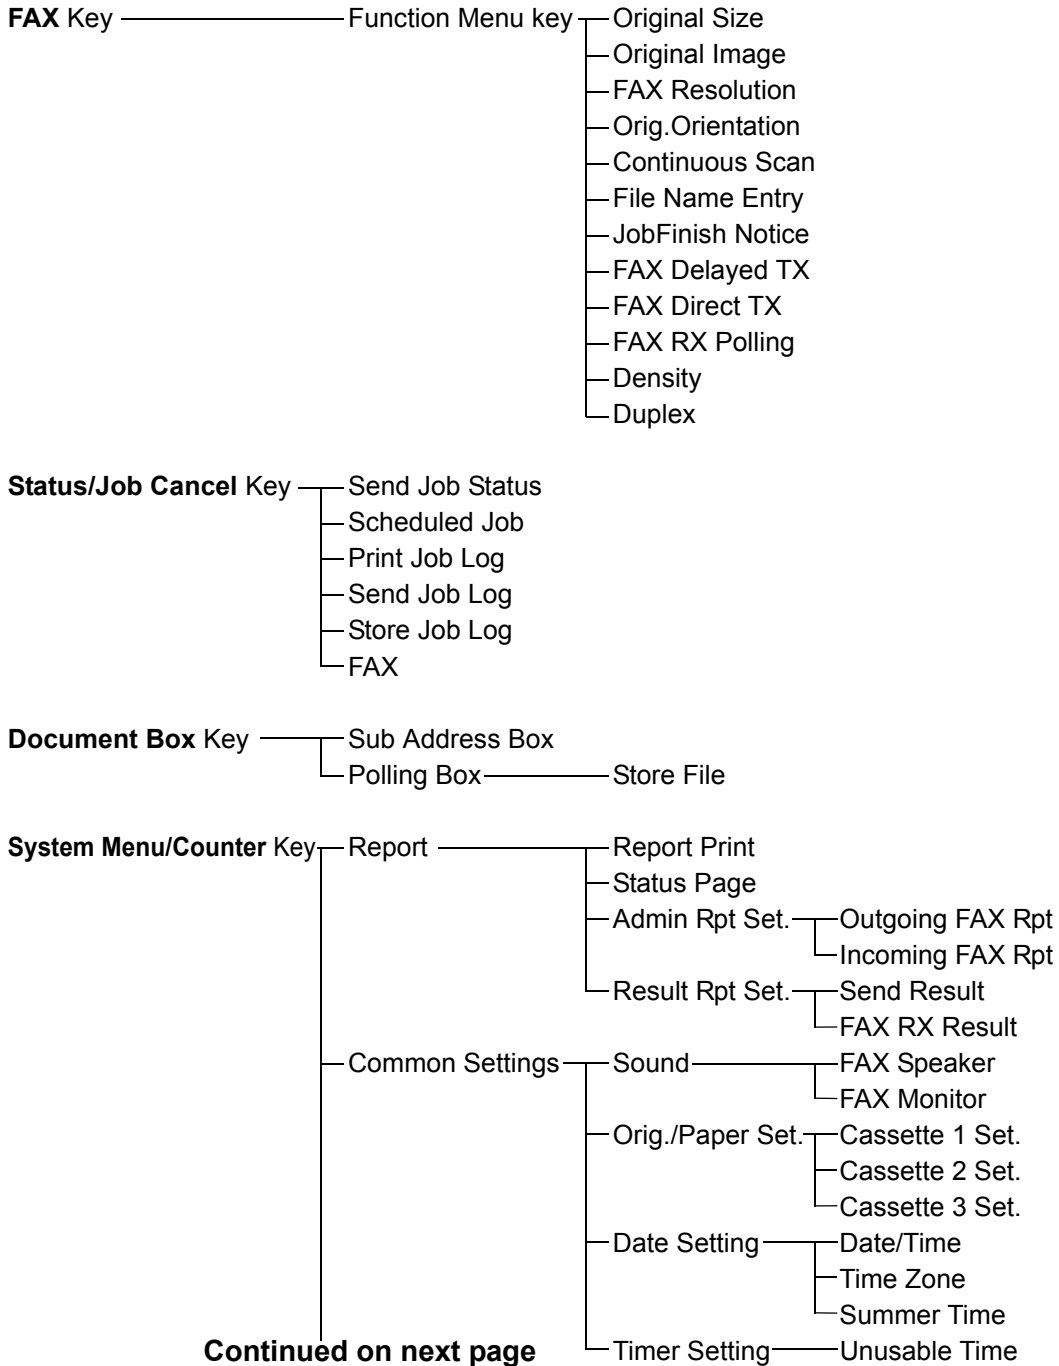 FAX Key Function Menu key Original Size
Original Image
FAX Resolution
Orig.Orientation
Continuous Scan
File Name Entry
JobFinish Notice
FAX Delayed TX
FAX Direct TX
FAX RX Polling
Density
Duplex
Status/Job Cancel Key Send Job Status
Scheduled Job
Print Job Log
Send Job Log
Store Job Log
FAX
Document Box Key Sub Address Box
Polling Box Store File
System Menu/Counter Key Report Report Print
Status Page
Admin Rpt Set. Outgoing FAX Rpt
Incoming FAX Rpt
Result Rpt Set. Send Result
FAX RX Result
Common Settings Sound FAX Speaker
FAX Monitor
Orig./Paper Set. Cassette 1 Set.
Cassette 2 Set.
Cassette 3 Set.
Date Setting Date/Time
Time Zone
Summer Time
Continued on next page Timer Setting Unusable Time